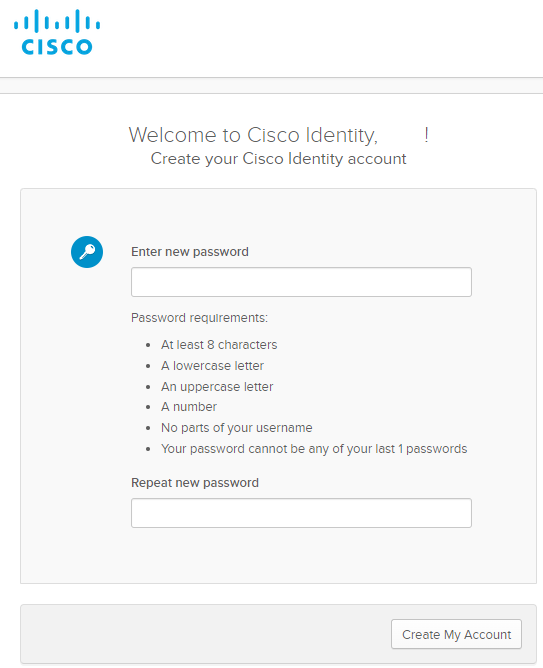 CISCO
Welcome to Cisco Identity, !
Create your Cisco Identity account
Enter new password
Password requirements:
• At least 8 characters
• A lowercase letter
• An uppercase letter
• A number
• No parts of your username
• Your password cannot be any of your last 1 passwords
Repeat new password
Create My Account